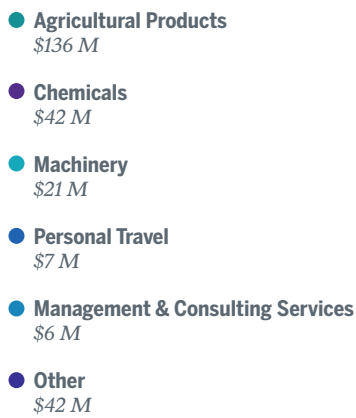 Agricultural Products
$136 M
Chemicals
$42 M
Machinery
$21 M
Personal Travel
$7 M
Management & Consulting Services
$6 M
Other
$42 M